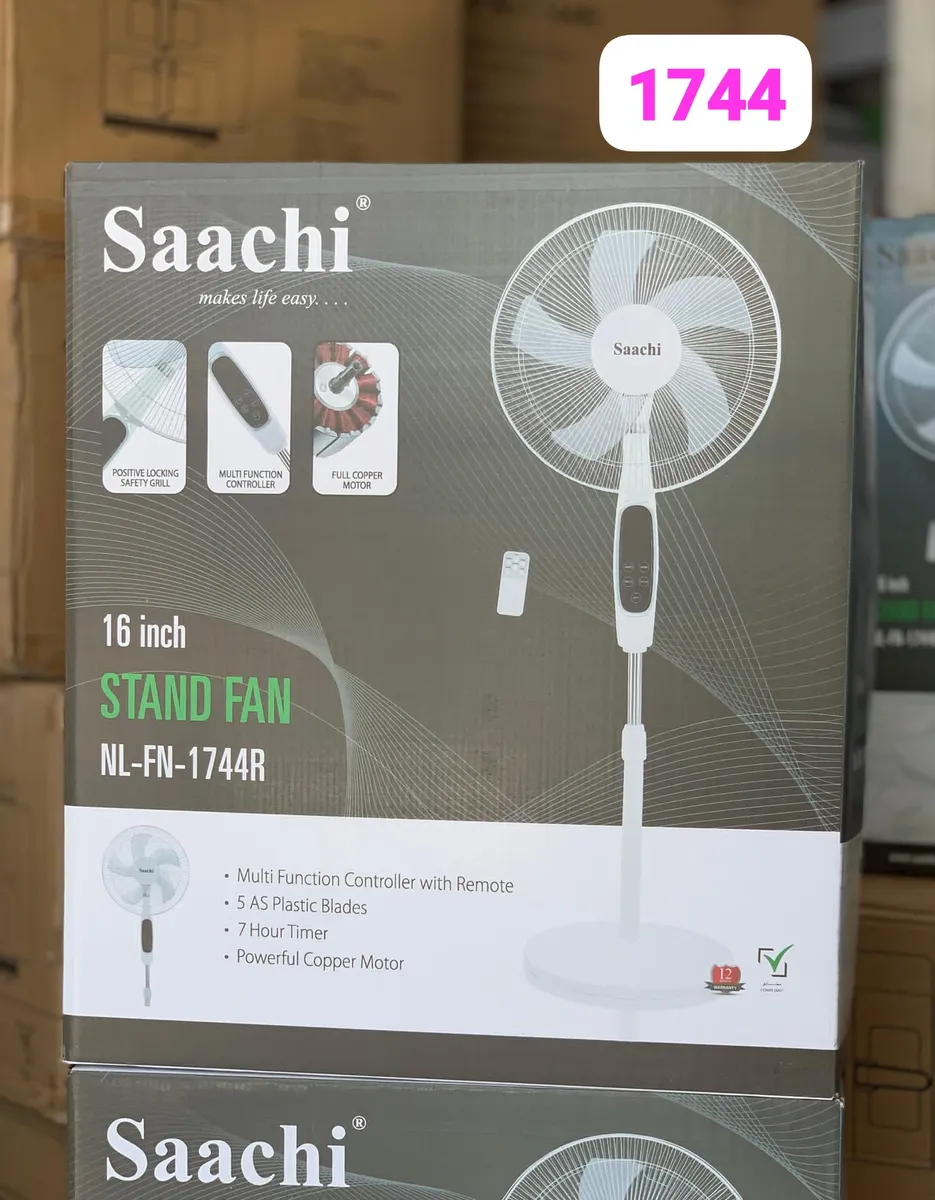 1744
Saachi®
makes life easy. . . .
Saachi
POSITIVE LOCKING
SAFETY GRILL
MULTI FUNCTION
CONTROLLER
FULL COPPER
MOTOR
16 inch
STAND FAN
NL-FN-1744R
Saachi
• Multi Function Controller with Remote
• 5 AS Plastic Blades
• 7 Hour Timer
• Powerful Copper Motor
12
WARRANTY
Saachi®